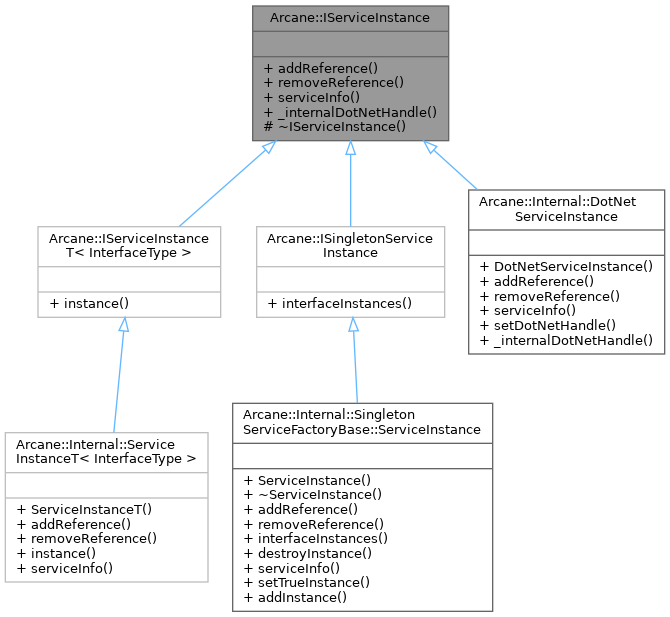 Arcane::IServiceInstance
+ addReference()
+ removeReference()
+ serviceInfo()
+ _internalDotNetHandle()
# ~IServiceInstance()
Arcane::IServiceInstance
T< InterfaceType >
+ instance()
Arcane::ISingletonService
Instance
+ interfaceInstances()
Arcane::Internal::DotNet
ServiceInstance
+ DotNetServiceInstance()
+ addReference()
+ removeReference()
+ serviceInfo()
+ setDotNetHandle()
+ _internalDotNetHandle()
Arcane::Internal::Service
InstanceT< InterfaceType >
+ ServiceInstanceT()
+ addReference()
+ removeReference()
+ instance()
+ serviceInfo()
Arcane::Internal::Singleton
ServiceFactoryBase::ServiceInstance
+ ServiceInstance()
+ ~ServiceInstance()
+ addReference()
+ removeReference()
+ interfaceInstances()
+ destroyInstance()
+ serviceInfo()
+ setTrueInstance()
+ addInstance()